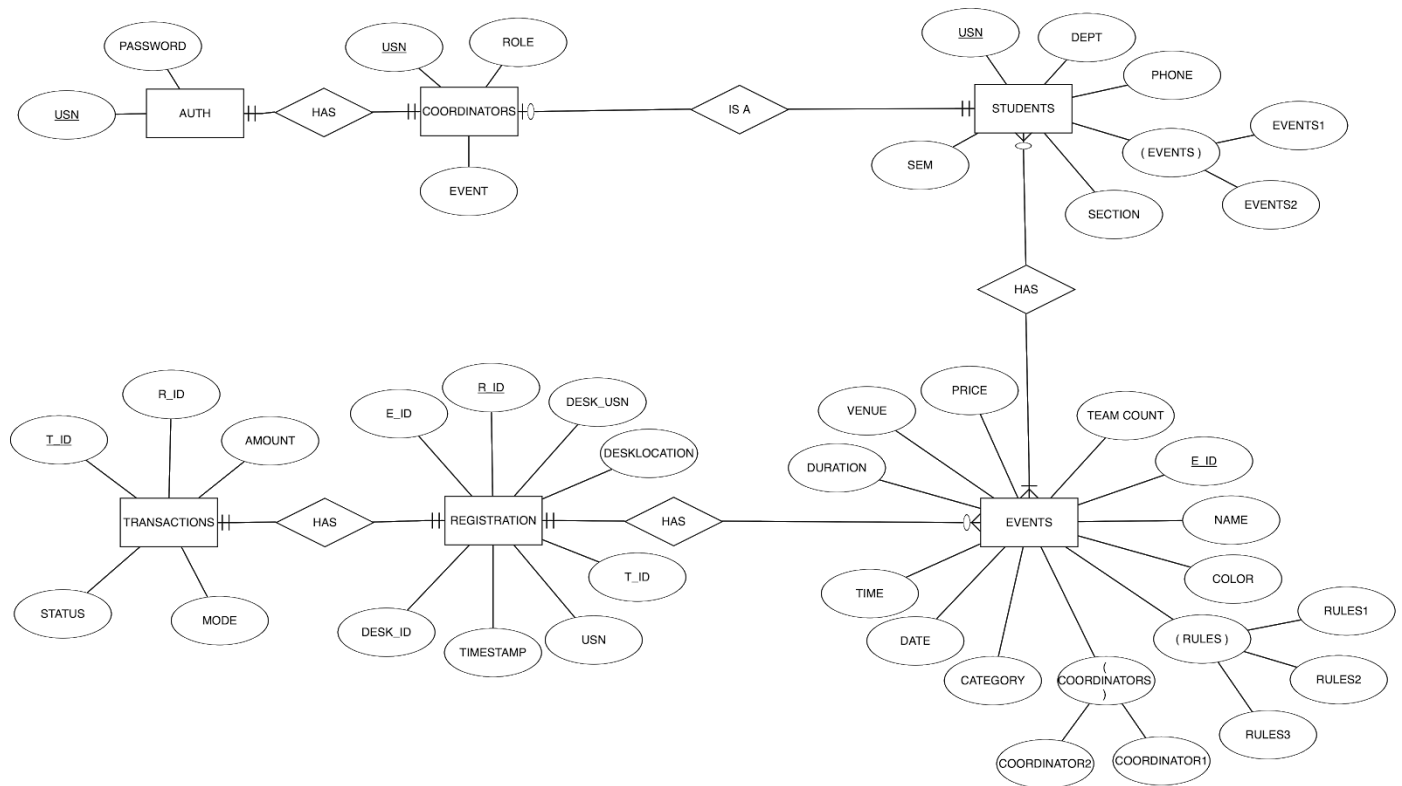 PASSWORD
USN
AUTH
HAS
USN
ROLE
COORDINATORS
EVENT
IS A
USN
DEPT
PHONE
STUDENTS
( EVENTS )
EVENTS1
EVENTS2
SEM
SECTION
HAS
R_ID
T_ID
AMOUNT
TRANSACTIONS
STATUS
MODE
HAS
E_ID
R_ID
DESK_USN
DESKLOCATION
REGISTRATION
T_ID
DESK_ID
TIMESTAMP
USN
HAS
PRICE
VENUE
TEAM COUNT
DURATION
E_ID
EVENTS
NAME
COLOR
TIME
DATE
CATEGORY
(
COORDINATORS
)
COORDINATOR2
COORDINATOR1
( RULES )
RULES1
RULES2
RULES3